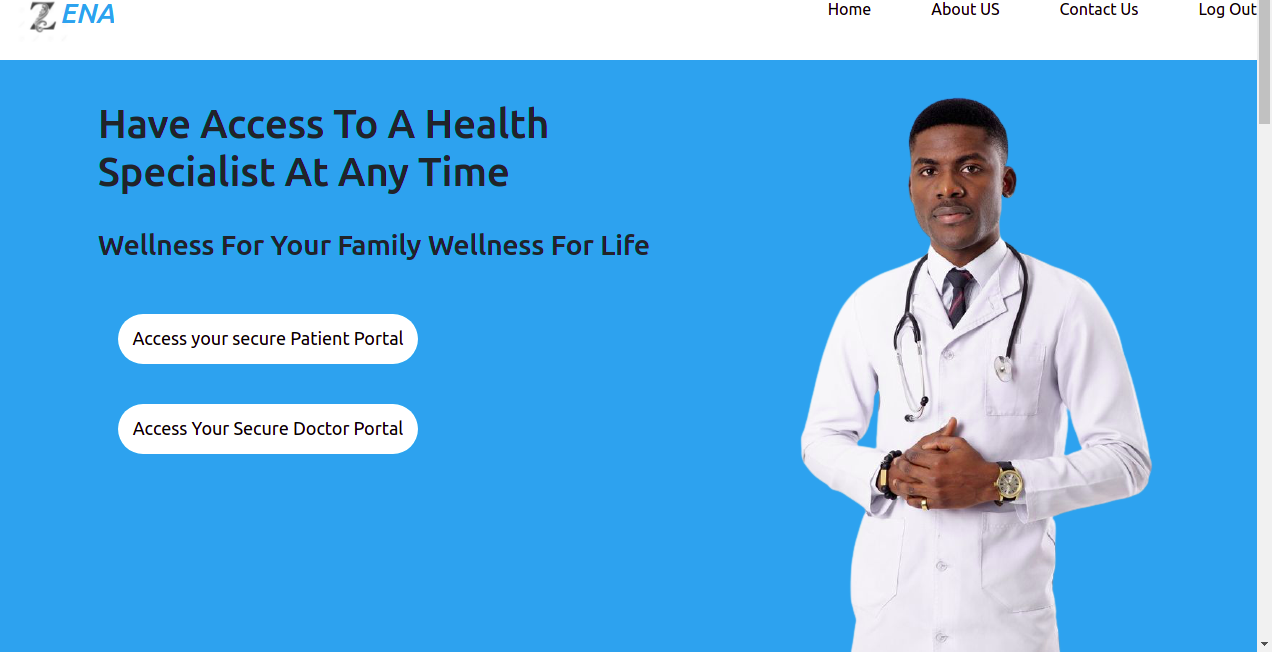 ZENA
Home
About US
Contact Us
Log Out
Have Access To A Health
Specialist At Any Time
Wellness For Your Family Wellness For Life
Access your secure Patient Portal
Access Your Secure Doctor Portal